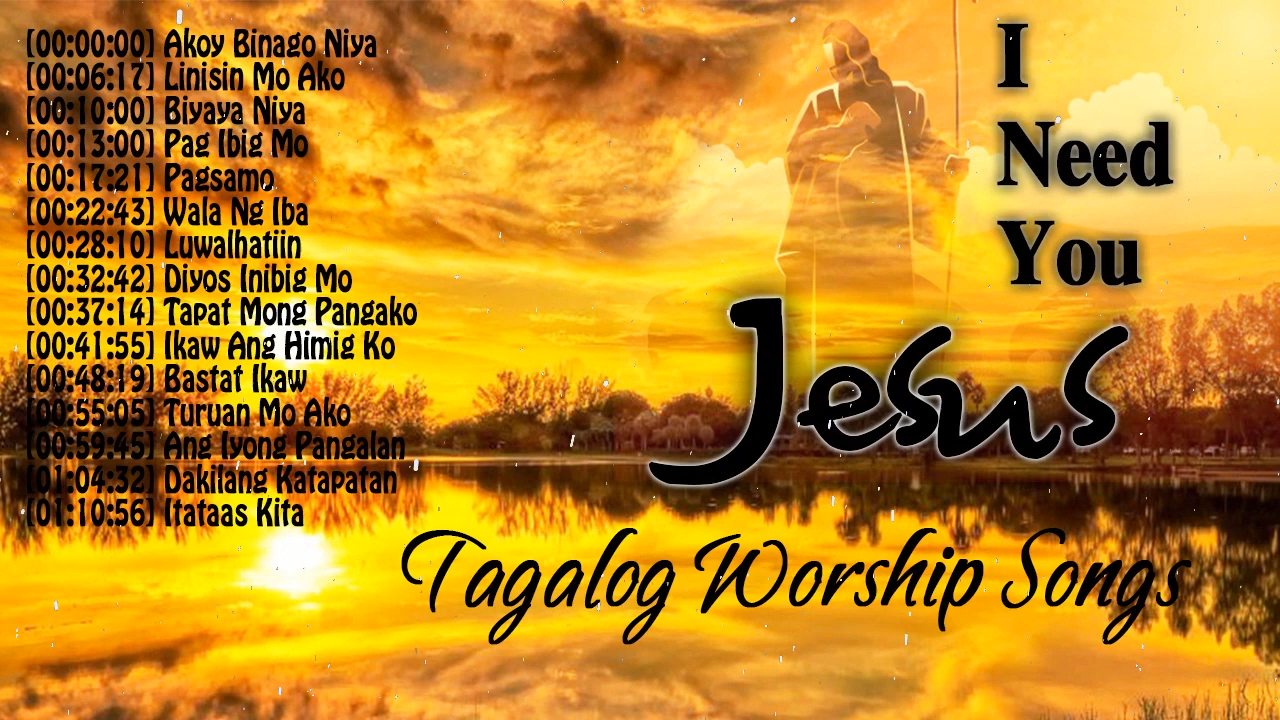 [00:00:00] Akoy Binago Niya
[00:06:17] Linisin Mo Ako
[00:10:00] Biyaya Niya
[00:13:00] Pag Ibig Mo
[00:17:21] Pagsamo
[00:22:43] Wala Ng Iba
[00:28:10] Luwalhatiin
[00:32:42] Diyos Inibig Mo
[00:37:14] Tapat Mong Pangako
[00:41:55] Ikaw Ang Himig Ko
[00:48:19] Bastat Ikaw
[00:55:05] Turuan Mo Ako
[00:59:45] Ang Iyong Pangalan
[01:04:32] Dakilang Katapatan
[01:10:56] Itataas Kita
I
Need
You
Jesus
Tagalog Worship Songs